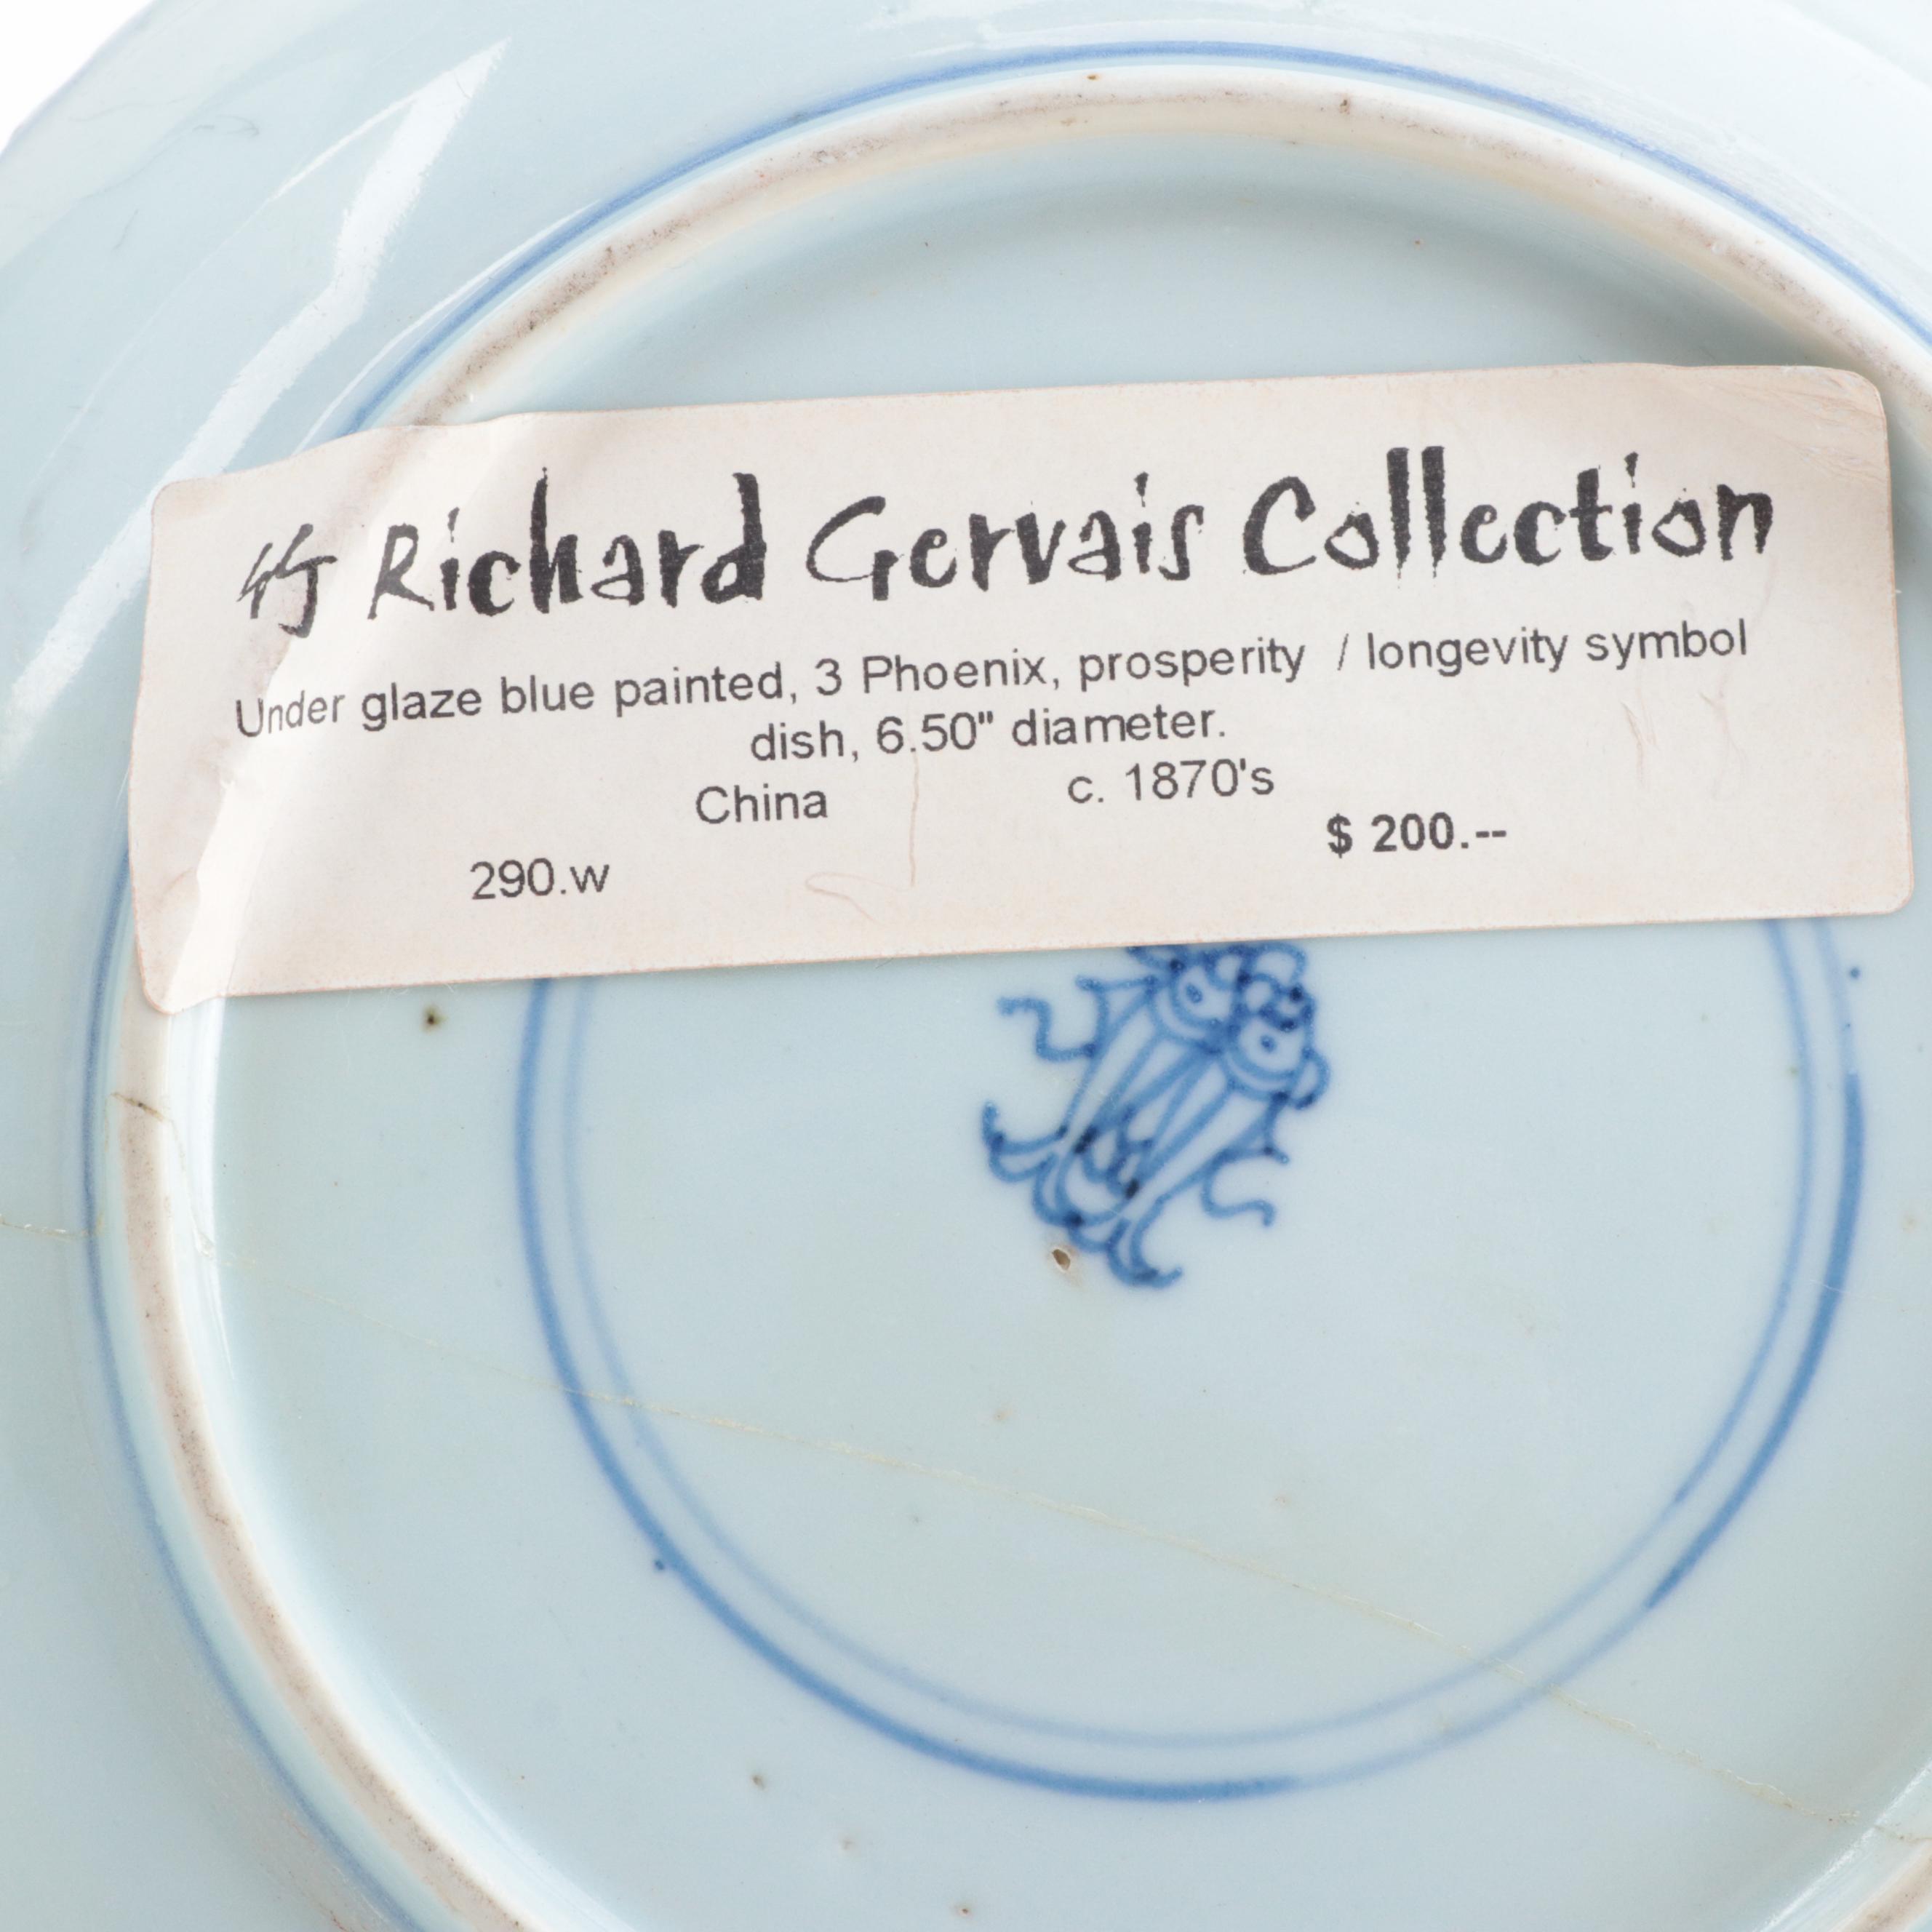 Richard Gervais Collection
Under glaze blue painted, 3 Phoenix, prosperity / longevity symbol
dish, 6.50" diameter.
China c. 1870's
$ 200.--
290.w